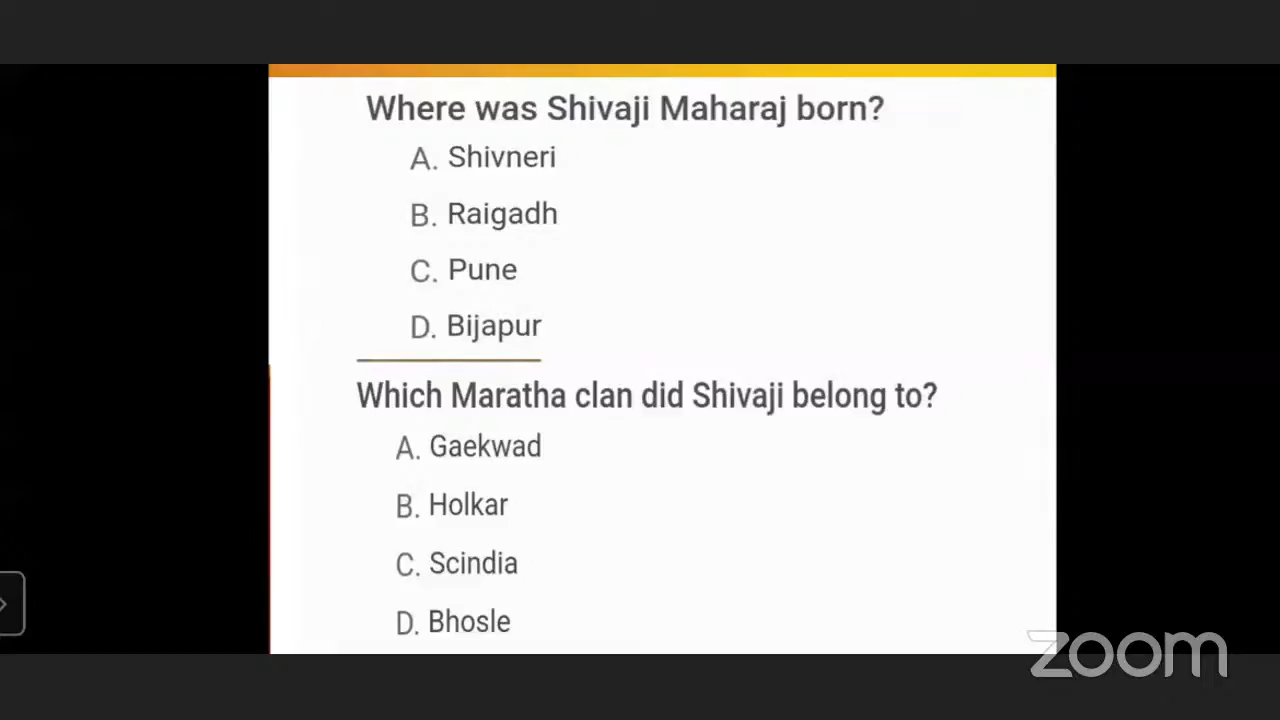 Where was Shivaji Maharaj born?
A. Shivneri
B. Raigadh
C. Pune
D. Bijapur
Which Maratha clan did Shivaji belong to?
A. Gaekwad
B. Holkar
C. Scindia
D. Bhosle
zoom